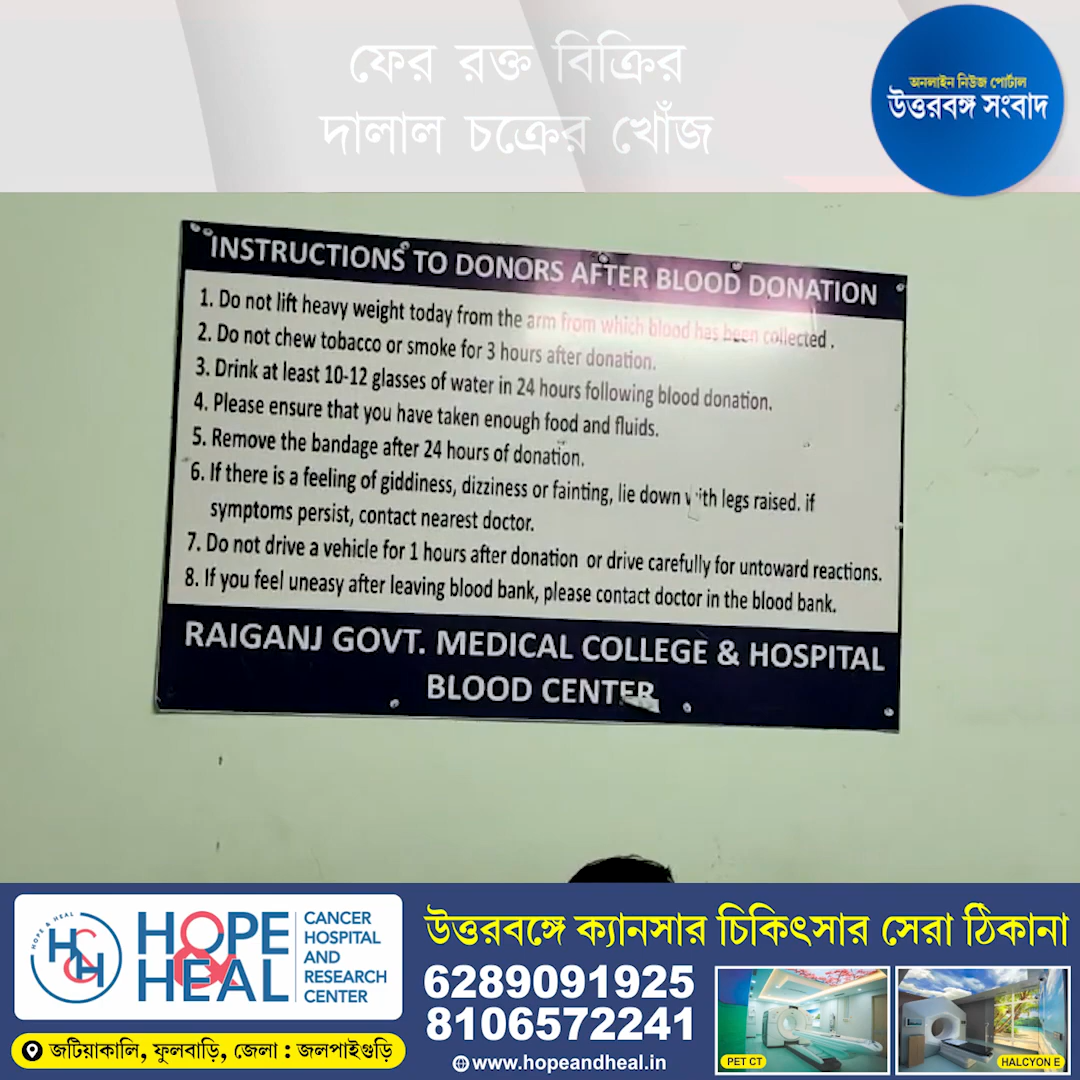 ফের রক্ত বিক্রির
দালাল চক্রের খোঁজ
অনলাইন নিউজ পোর্টাল
উত্তরবঙ্গ সংবাদ
INSTRUCTIONS TO DONORS AFTER BLOOD DONATION
1. Do not lift heavy weight today from the arm from which blood has been collected .
2. Do not chew tobacco or smoke for 3 hours after donation.
3. Drink at least 10-12 glasses of water in 24 hours following blood donation.
4. Please ensure that you have taken enough food and fluids.
5. Remove the bandage after 24 hours of donation.
6. If there is a feeling of giddiness, dizziness or fainting, lie down with legs raised. if
symptoms persist, contact nearest doctor.
7. Do not drive a vehicle for 1 hours after donation or drive carefully for untoward reactions.
8. If you feel uneasy after leaving blood bank, please contact doctor in the blood bank.
RAIGANJ GOVT. MEDICAL COLLEGE & HOSPITAL
BLOOD CENTER
HOPE & HEAL
HCH
HOPE
&
HEAL
CANCER
HOSPITAL
AND
RESEARCH
CENTER
জটিয়াকালি, ফুলবাড়ি, জেলা : জলপাইগুড়ি
উত্তরবঙ্গে ক্যানসার চিকিৎসার সেরা ঠিকানা
6289091925
8106572241
www.hopeandheal.in
PET CT
HALCYON E